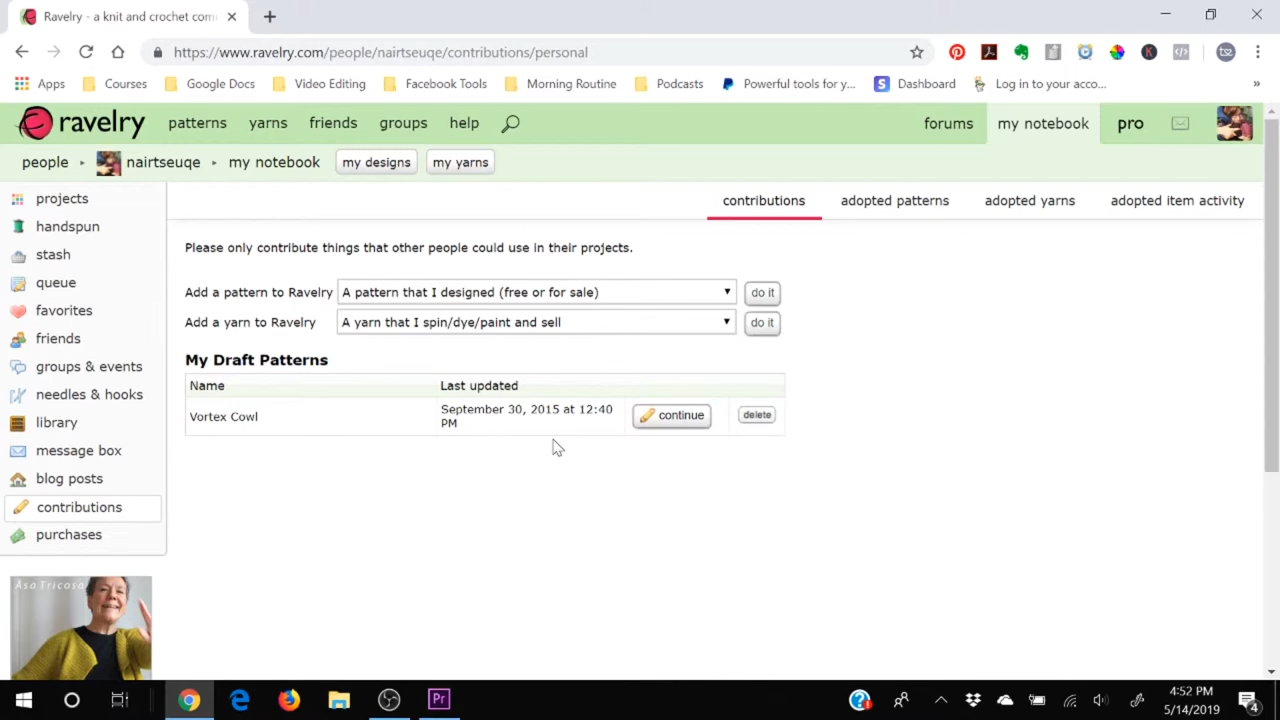 Ravelry - a knit and crochet com
https://www.ravelry.com/people/nairtseuqe/contributions/personal
Apps Courses Google Docs Video Editing Facebook Tools Morning Routine Podcasts Powerful tools for y... Dashboard Log in to your acco... »
ravelry patterns yarns friends groups help forums my notebook pro
people nairtseuqe my notebook my designs my yarns
projects
handspun
stash
queue
favorites
friends
groups & events
needles & hooks
library
message box
blog posts
contributions
purchases
contributions adopted patterns adopted yarns adopted item activity
Please only contribute things that other people could use in their projects.
Add a pattern to Ravelry A pattern that I designed (free or for sale) do it
Add a yarn to Ravelry A yarn that I spin/dye/paint and sell do it
My Draft Patterns
Name Last updated
Vortex Cowl September 30, 2015 at 12:40 PM continue delete
Åsa Tricosa
4:52 PM
5/14/2019
4